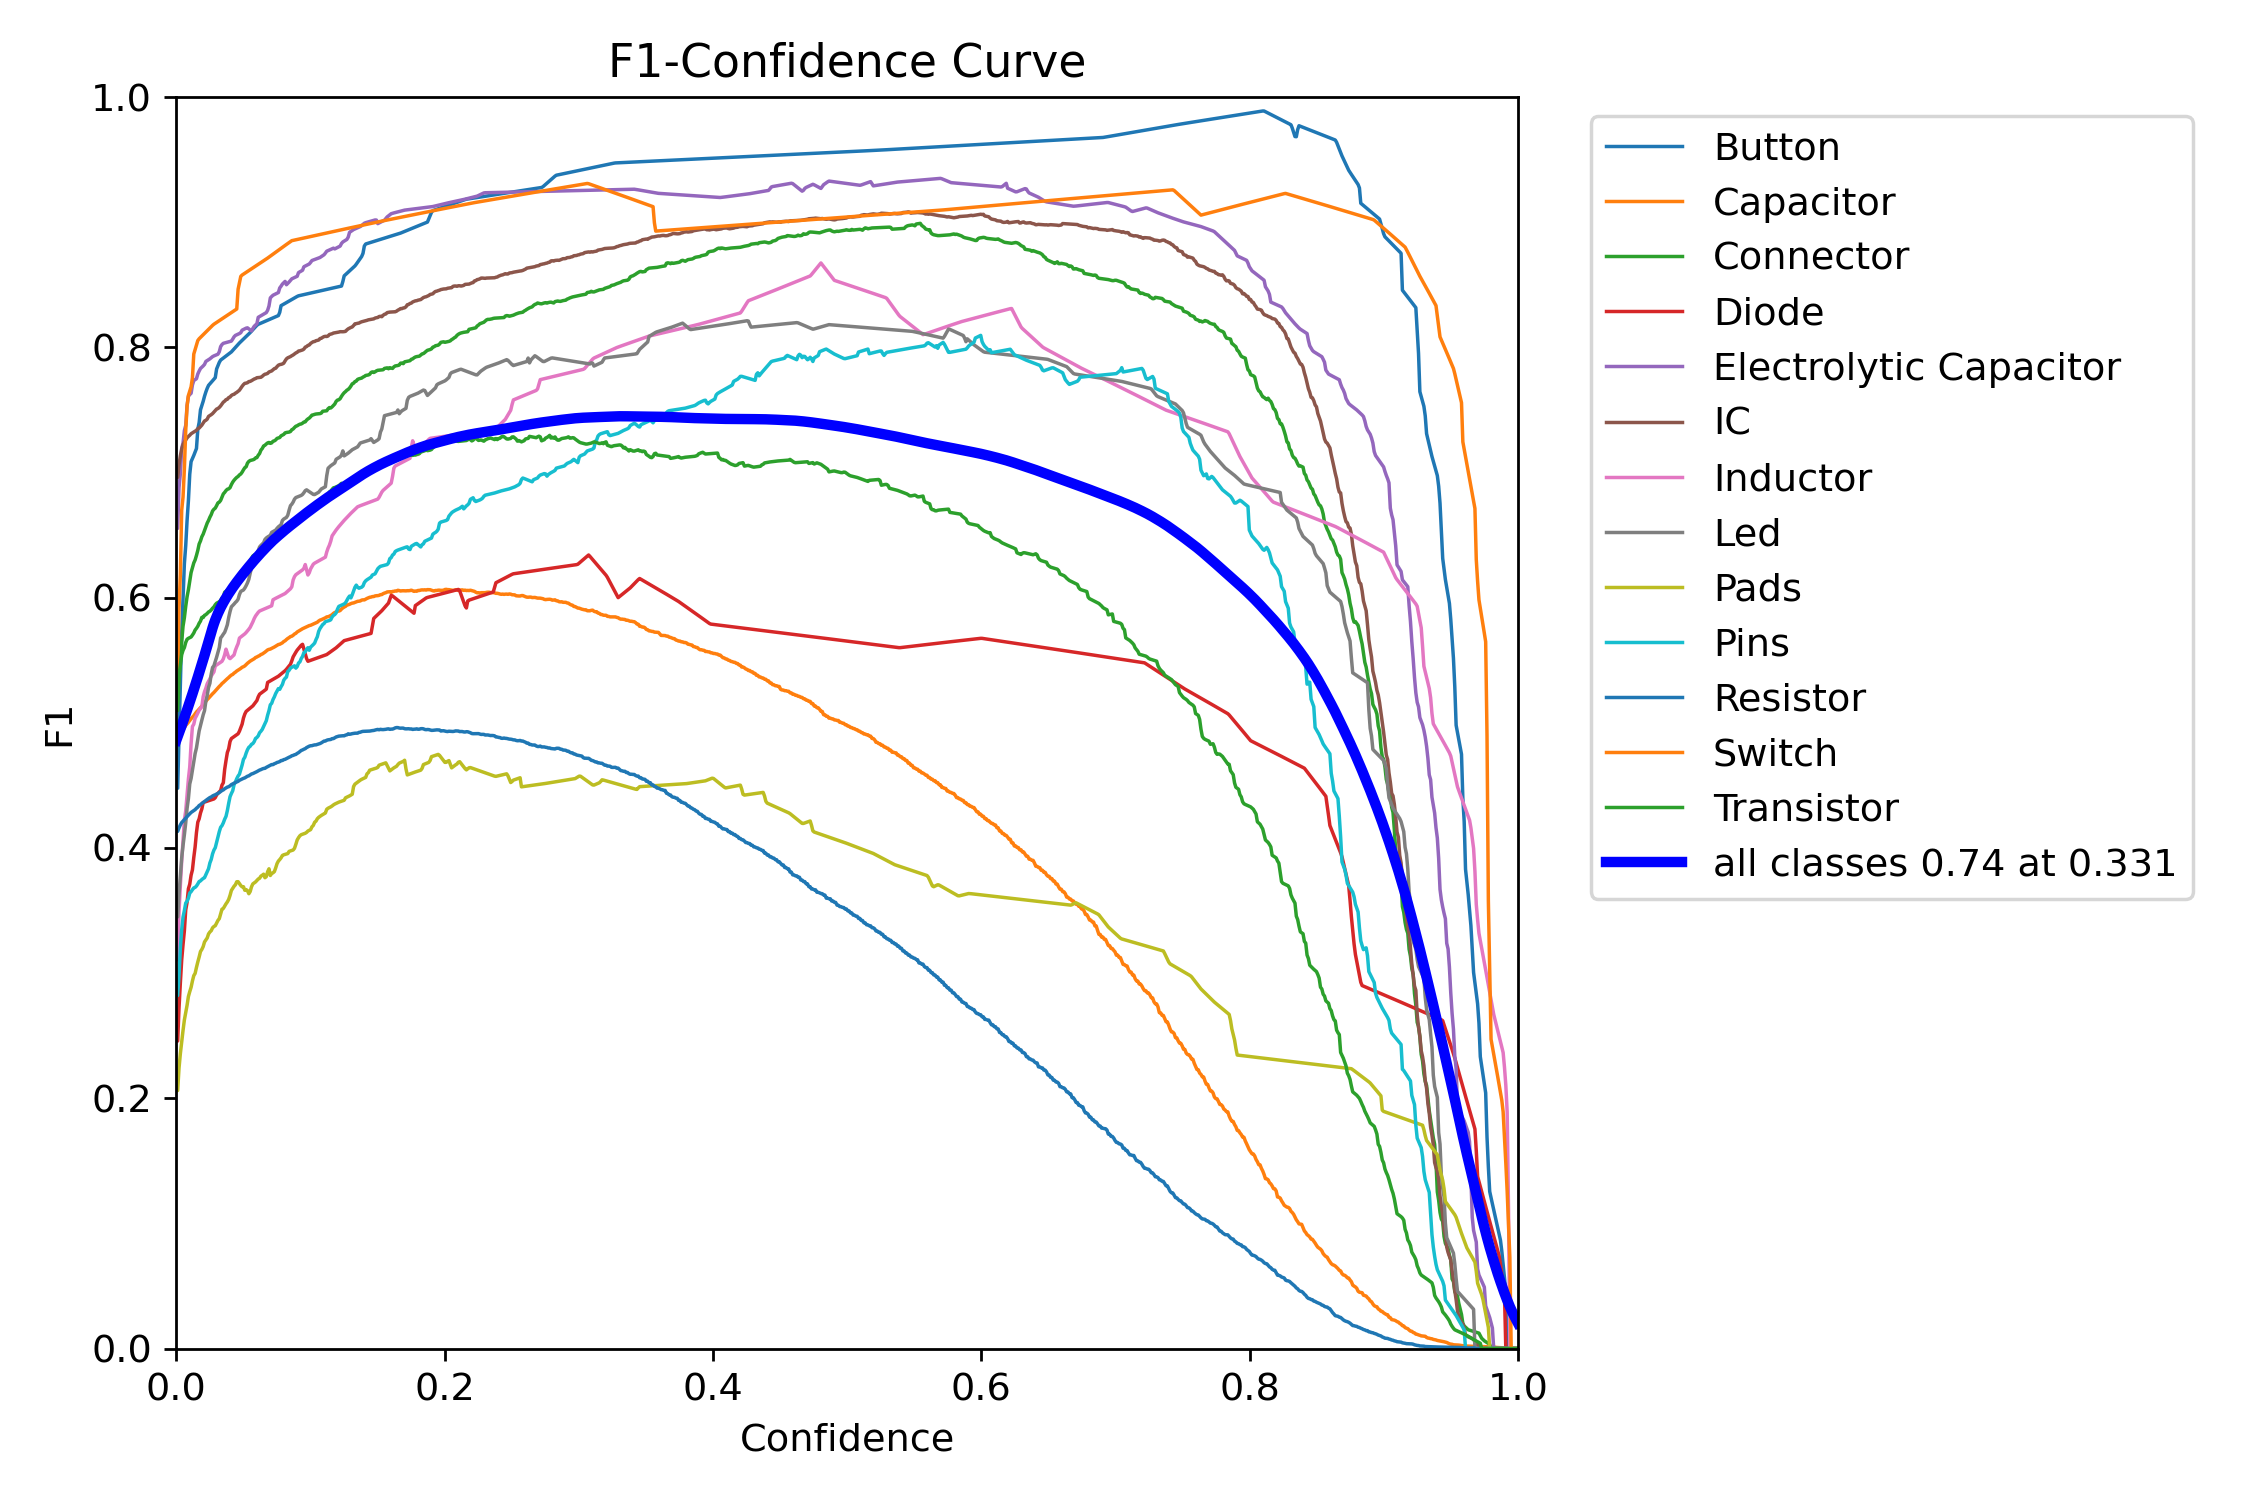 F1-Confidence Curve
1.0
0.8
0.6
0.4
0.2
0.0
F1
0.0 0.2 0.4 0.6 0.8 1.0
Confidence
Button
Capacitor
Connector
Diode
Electrolytic Capacitor
IC
Inductor
Led
Pads
Pins
Resistor
Switch
Transistor
all classes 0.74 at 0.331